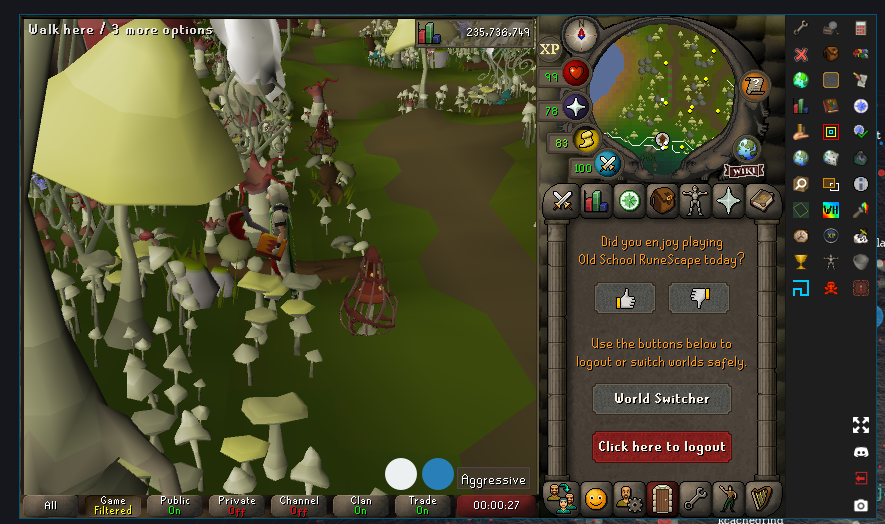 Walk here / 3 more options
235,736,749
XP
99
78
83
100
WIKI
Did you enjoy playing
Old School RuneScape today?
Use the buttons below to
logout or switch worlds safely.
World Switcher
Click here to logout
Aggressive
All
Game
Filtered
Public
On
Private
Off
Channel
Off
Clan
On
Trade
On
00:00:27
kcachegrind